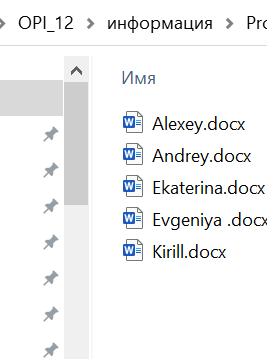 OPI_12 информация Pro
Имя
Alexey.docx
Andrey.docx
Ekaterina.docx
Evgeniya .docx
Kirill.docx